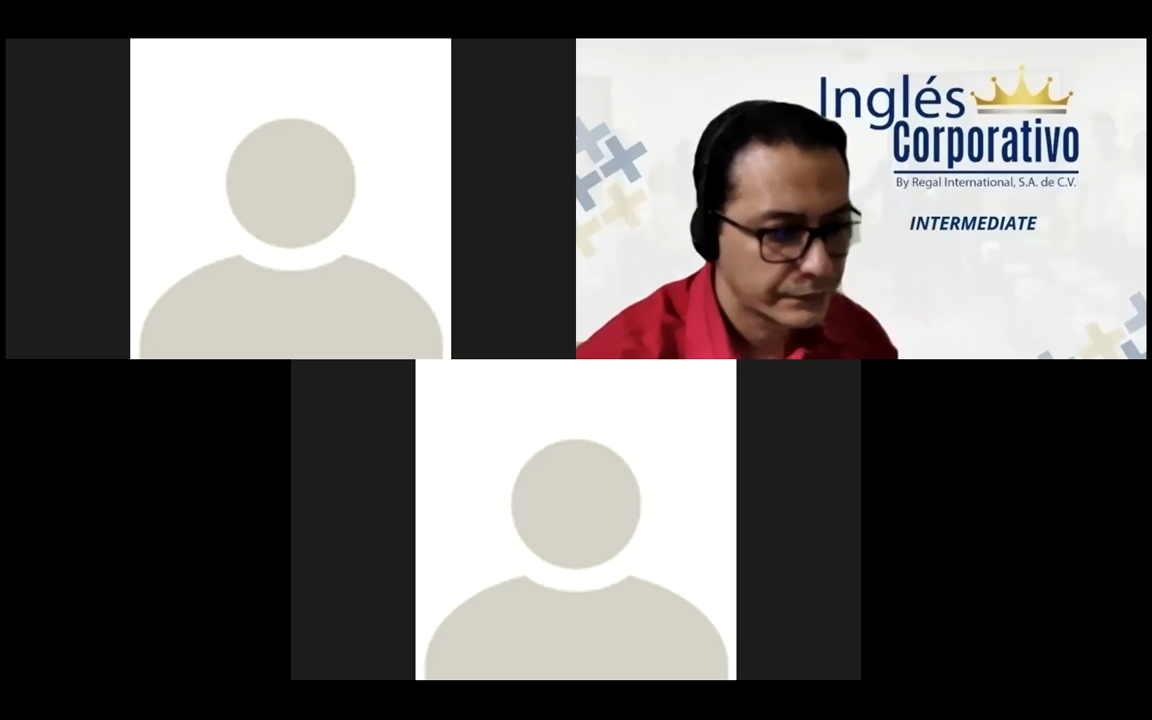 Inglés
Corporativo
By Regal International, S.A. de C.V.
INTERMEDIATE